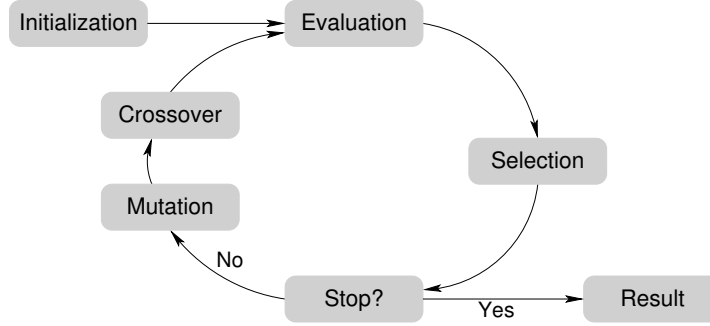 Initialization
Evaluation
Crossover
Selection
Mutation
No
Stop?
Yes
Result